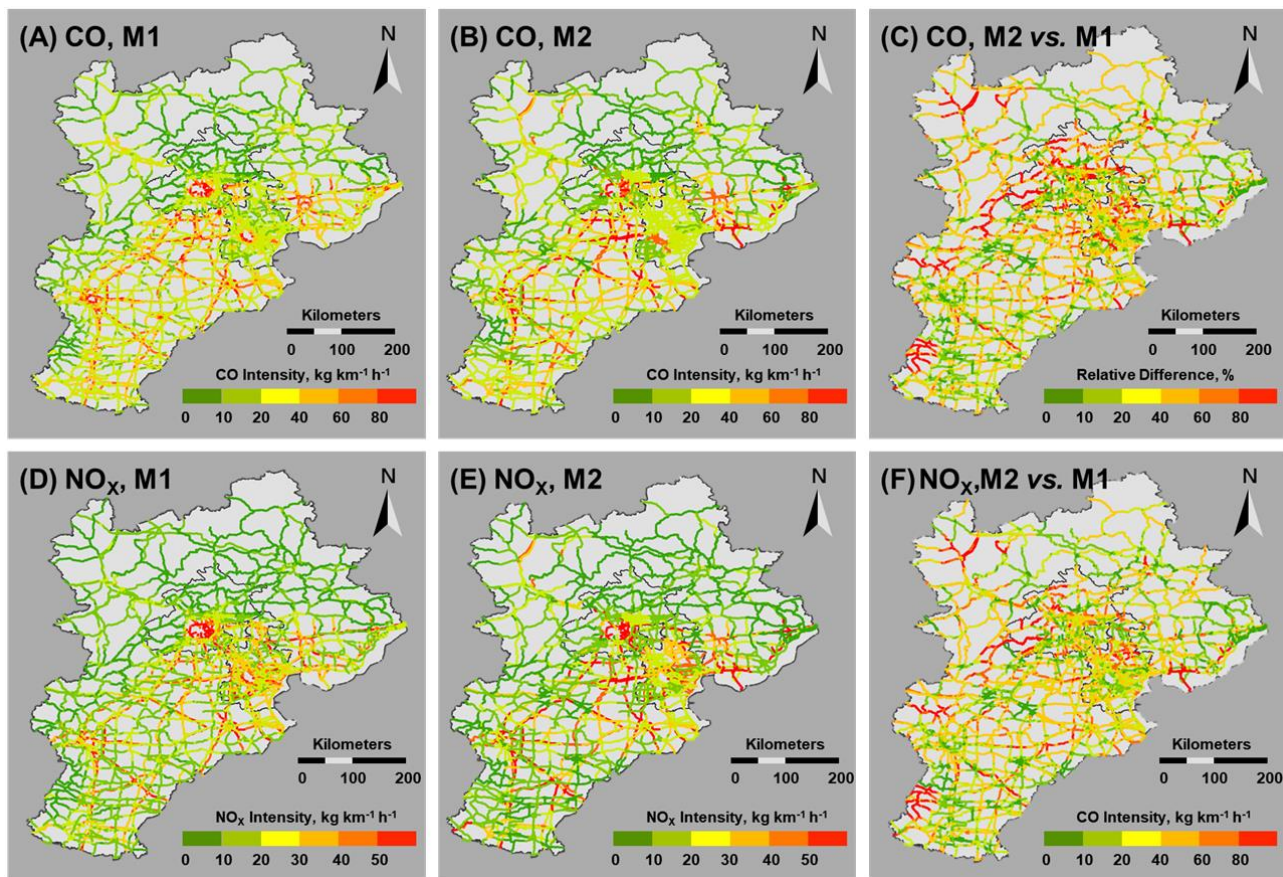 (A) CO, M1
N
Kilometers
0 100 200
CO Intensity, kg km⁻¹ h⁻¹
0 10 20 40 60 80
(B) CO, M2
N
Kilometers
0 100 200
CO Intensity, kg km⁻¹ h⁻¹
0 10 20 40 60 80
(C) CO, M2 vs. M1
N
Kilometers
0 100 200
Relative Difference, %
0 10 20 40 60 80
(D) NOX, M1
N
Kilometers
0 100 200
NOX Intensity, kg km⁻¹ h⁻¹
0 10 20 30 40 50
(E) NOX, M2
N
Kilometers
0 100 200
NOX Intensity, kg km⁻¹ h⁻¹
0 10 20 30 40 50
(F) NOX,M2 vs. M1
N
Kilometers
0 100 200
CO Intensity, kg km⁻¹ h⁻¹
0 10 20 40 60 80